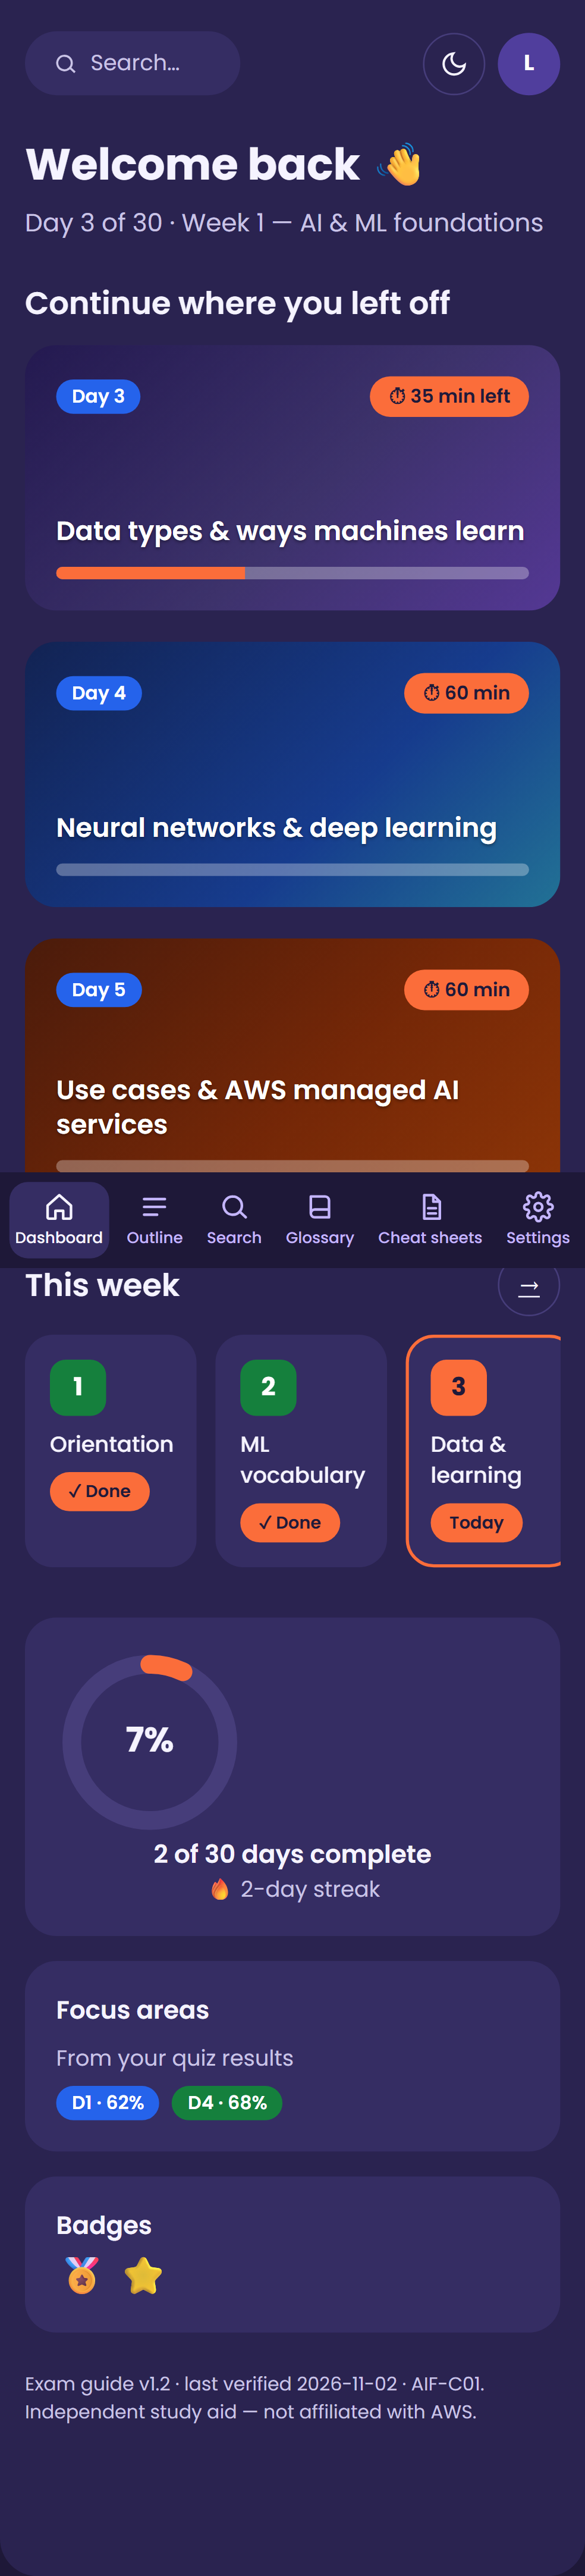 Search...
L
Welcome back 👋
Day 3 of 30 · Week 1 — AI & ML foundations
Continue where you left off
Day 3
⏱ 35 min left
Data types & ways machines learn
Day 4
⏱ 60 min
Neural networks & deep learning
Day 5
⏱ 60 min
Use cases & AWS managed AI
services
Dashboard
Outline
Search
Glossary
Cheat sheets
Settings
This week
→
1
Orientation
✓ Done
2
ML
vocabulary
✓ Done
3
Data &
learning
Today
7%
2 of 30 days complete
🔥 2-day streak
Focus areas
From your quiz results
D1 · 62%
D4 · 68%
Badges
Exam guide v1.2 · last verified 2026-11-02 · AIF-C01.
Independent study aid — not affiliated with AWS.